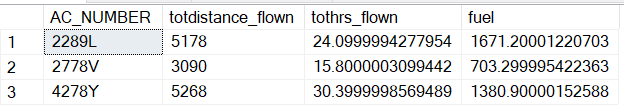 AC_NUMBER totdistance_flown tothrs_flown fuel
1 2289L 5178 24.0999994277954 1671.20001220703
2 2778V 3090 15.8000003099442 703.299995422363
3 4278Y 5268 30.3999998569489 1380.90000152588